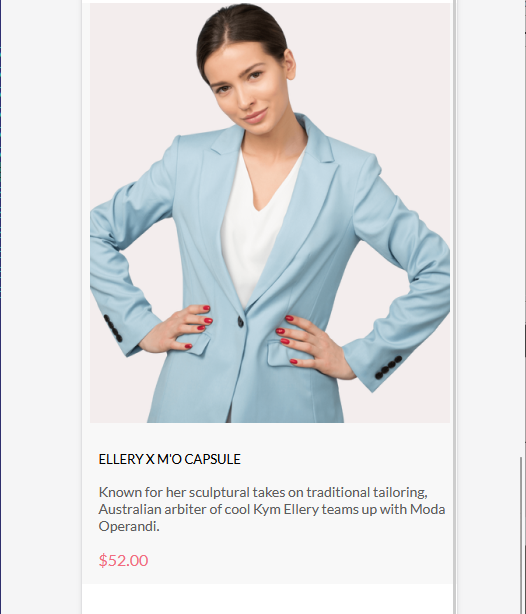 ELLERY X M'O CAPSULE
Known for her sculptural takes on traditional tailoring,
Australian arbiter of cool Kym Ellery teams up with Moda
Operandi.
$52.00